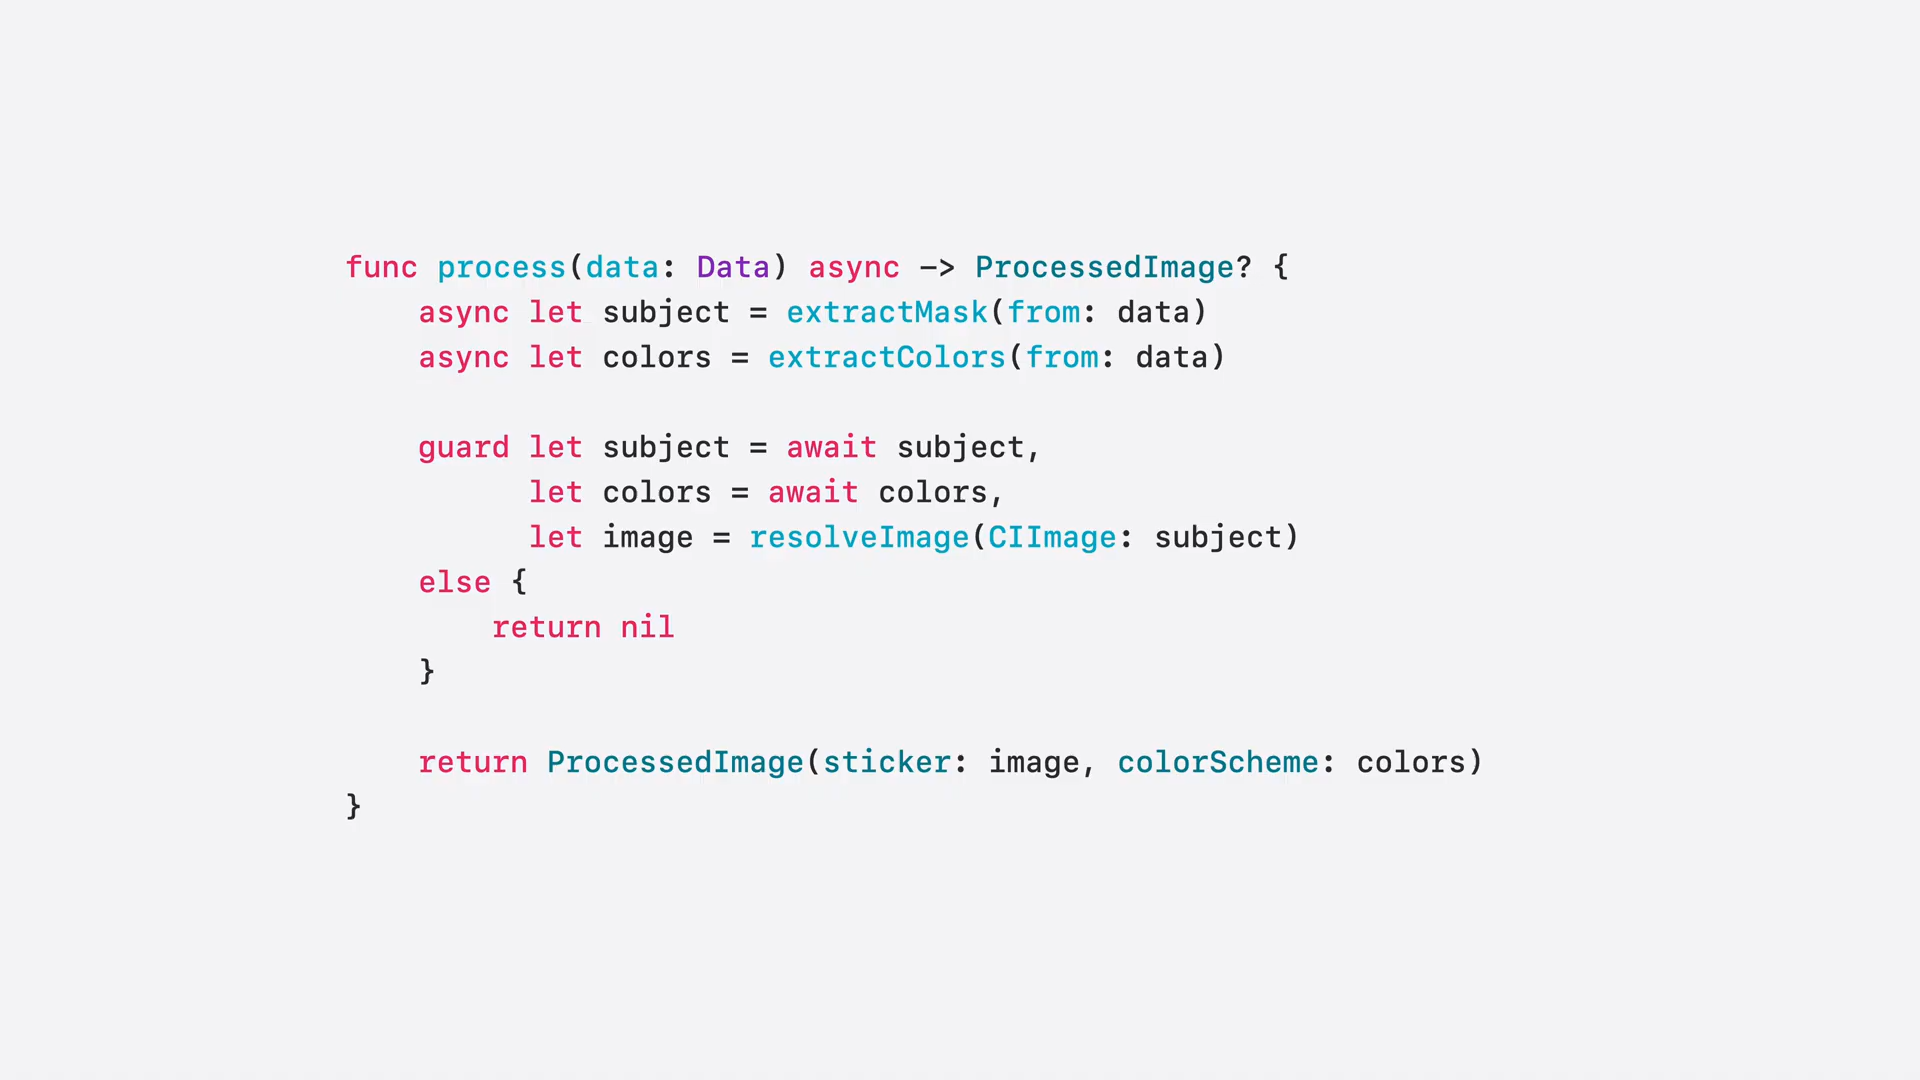 func process(data: Data) async -> ProcessedImage? {
    async let subject = extractMask(from: data)
    async let colors = extractColors(from: data)

    guard let subject = await subject,
          let colors = await colors,
          let image = resolveImage(CIImage: subject)
    else {
        return nil
    }

    return ProcessedImage(sticker: image, colorScheme: colors)
}